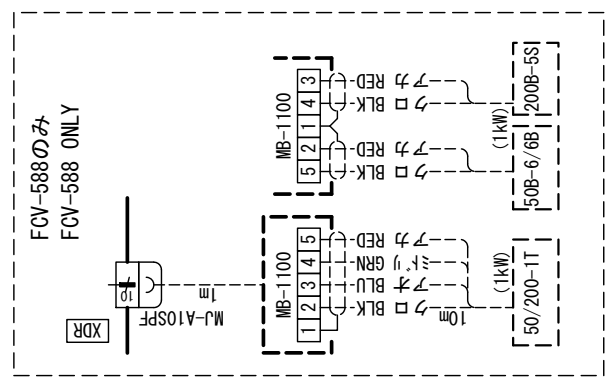 FCV-588のみ
FCV-588 ONLY
XDR
10
MJ-A10SPF
1m
MB-1100
3
4
1
2
5
アカ RED
クロ BLK
アカ RED
クロ BLK
200B-5S
(1kW)
50B-6/6B
MB-1100
5
4
3
2
1
アカ RED
ミドリ GRN
アオ BLU
クロ BLK
10m
(1kW)
50/200-1T